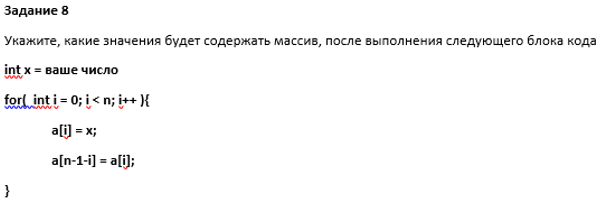 Задание 8
Укажите, какие значения будет содержать массив, после выполнения следующего блока кода
int x = ваше число
for( int i = 0; i < n; i++ ){
a[i] = x;
a[n-1-i] = a[i];
}